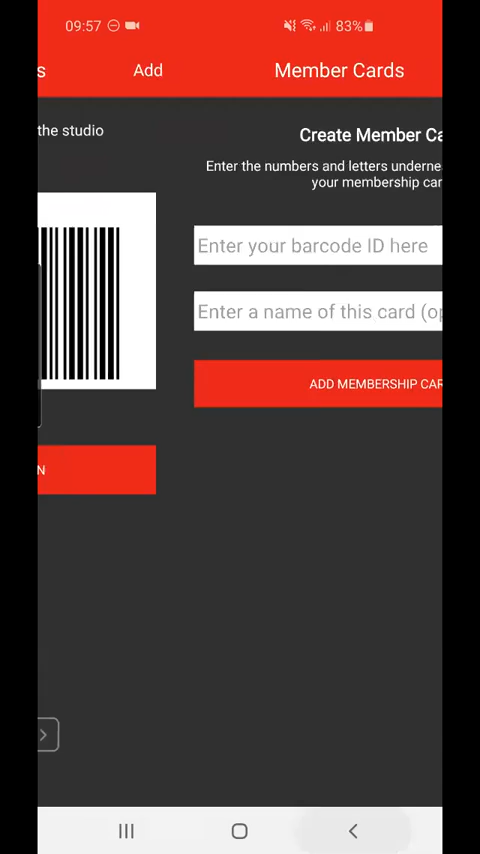 09:57 83%
s Add Member Cards
the studio
Create Member Ca
Enter the numbers and letters underne
your membership car
Enter your barcode ID here
Enter a name of this card (op
ADD MEMBERSHIP CAR
N